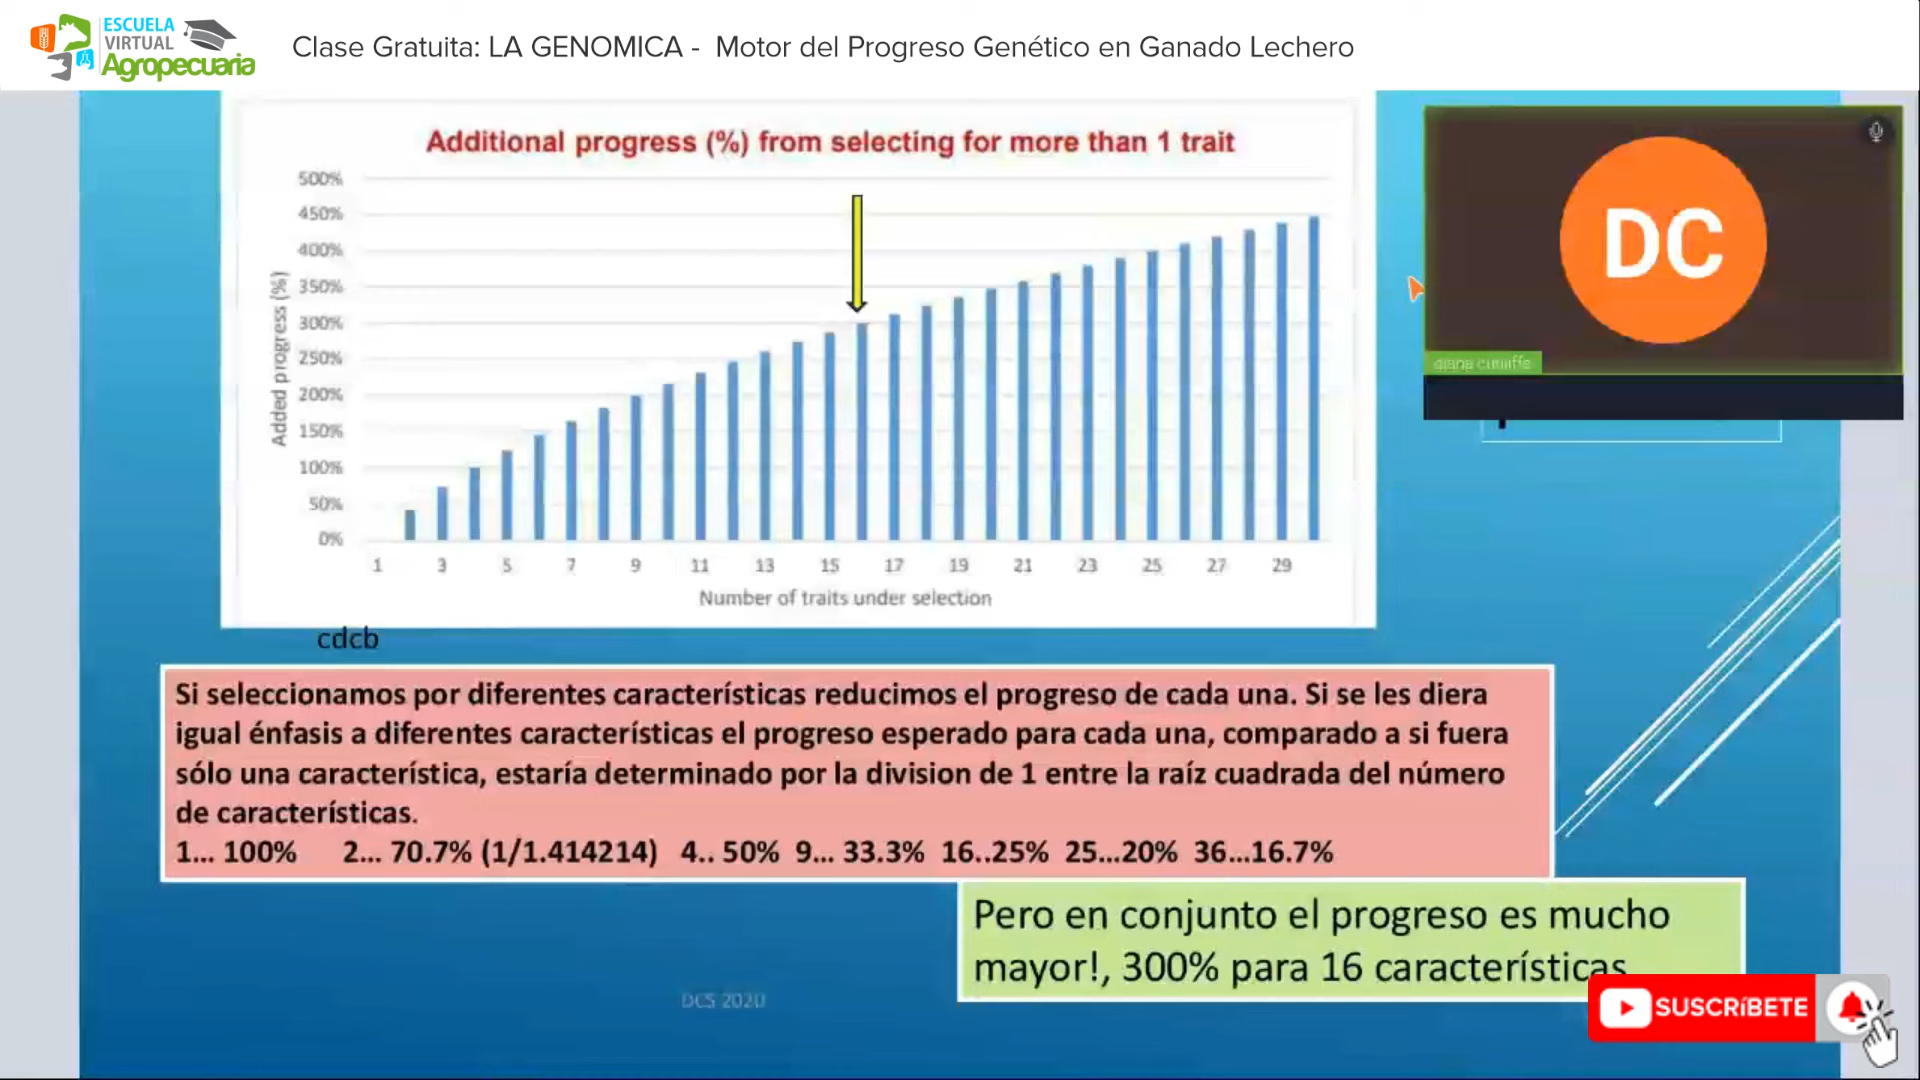 ESCUELA
VIRTUAL
Agropecuaria
Clase Gratuita: LA GENOMICA - Motor del Progreso Genético en Ganado Lechero
Additional progress (%) from selecting for more than 1 trait
500%
450%
400%
350%
300%
250%
200%
150%
100%
50%
0%
Added progress (%)
1 3 5 7 9 11 13 15 17 19 21 23 25 27 29
Number of traits under selection
cdcb
DC
diana cunliffe
Si seleccionamos por diferentes características reducimos el progreso de cada una. Si se les diera
igual énfasis a diferentes características el progreso esperado para cada una, comparado a si fuera
sólo una característica, estaría determinado por la division de 1 entre la raíz cuadrada del número
de características.
1... 100% 2... 70.7% (1/1.414214) 4.. 50% 9... 33.3% 16..25% 25...20% 36...16.7%
Pero en conjunto el progreso es mucho
mayor!, 300% para 16 características
DCS 2020
SUSCRíBETE